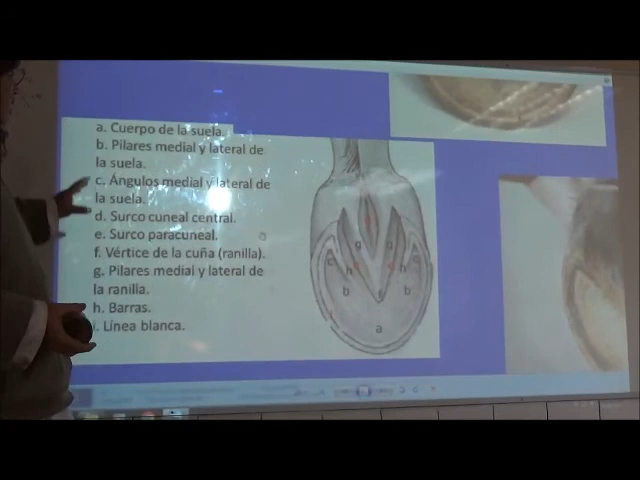 a. Cuerpo de la suela.
b. Pilares medial y lateral de
la suela.
c. Ángulos medial y lateral de
la suela.
d. Surco cuneal central.
e. Surco paracuneal.
f. Vértice de la cuña (ranilla).
g. Pilares medial y lateral de
la ranilla.
h. Barras.
i. Línea blanca.
g
h
h
b
b
a